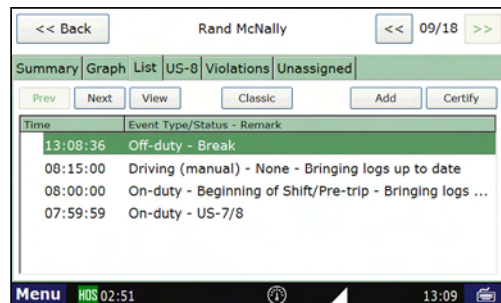 << Back Rand McNally << 09/18 >>
Summary Graph List US-8 Violations Unassigned
Prev Next View Classic Add Certify
Time Event Type/Status - Remark
13:08:36 Off-duty - Break
08:15:00 Driving (manual) - None - Bringing logs up to date
08:00:00 On-duty - Beginning of Shift/Pre-trip - Bringing logs ...
07:59:59 On-duty - US-7/8
Menu HOS 02:51 13:09